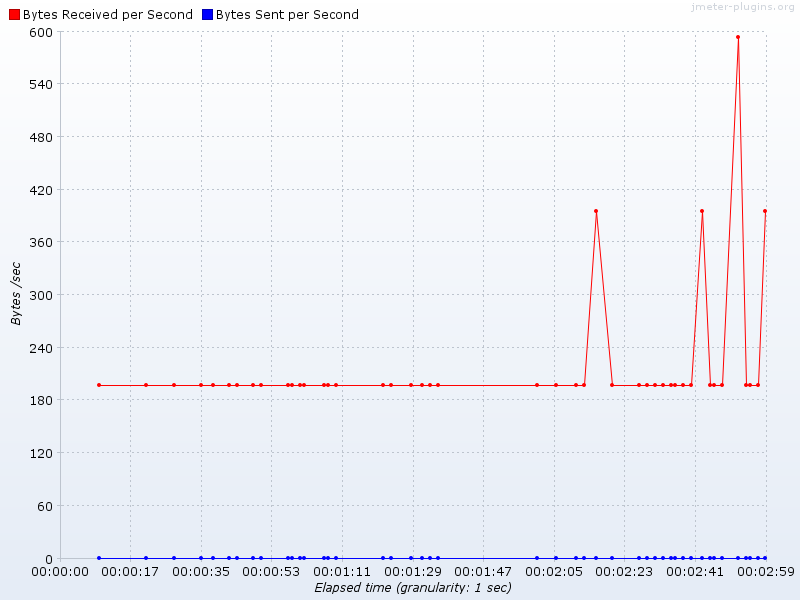 jmeter-plugins.org
Bytes Received per Second Bytes Sent per Second
600
540
480
420
360
300
240
180
120
60
0
Bytes /sec
00:00:00 00:00:17 00:00:35 00:00:53 00:01:11 00:01:29 00:01:47 00:02:05 00:02:23 00:02:41 00:02:59
Elapsed time (granularity: 1 sec)